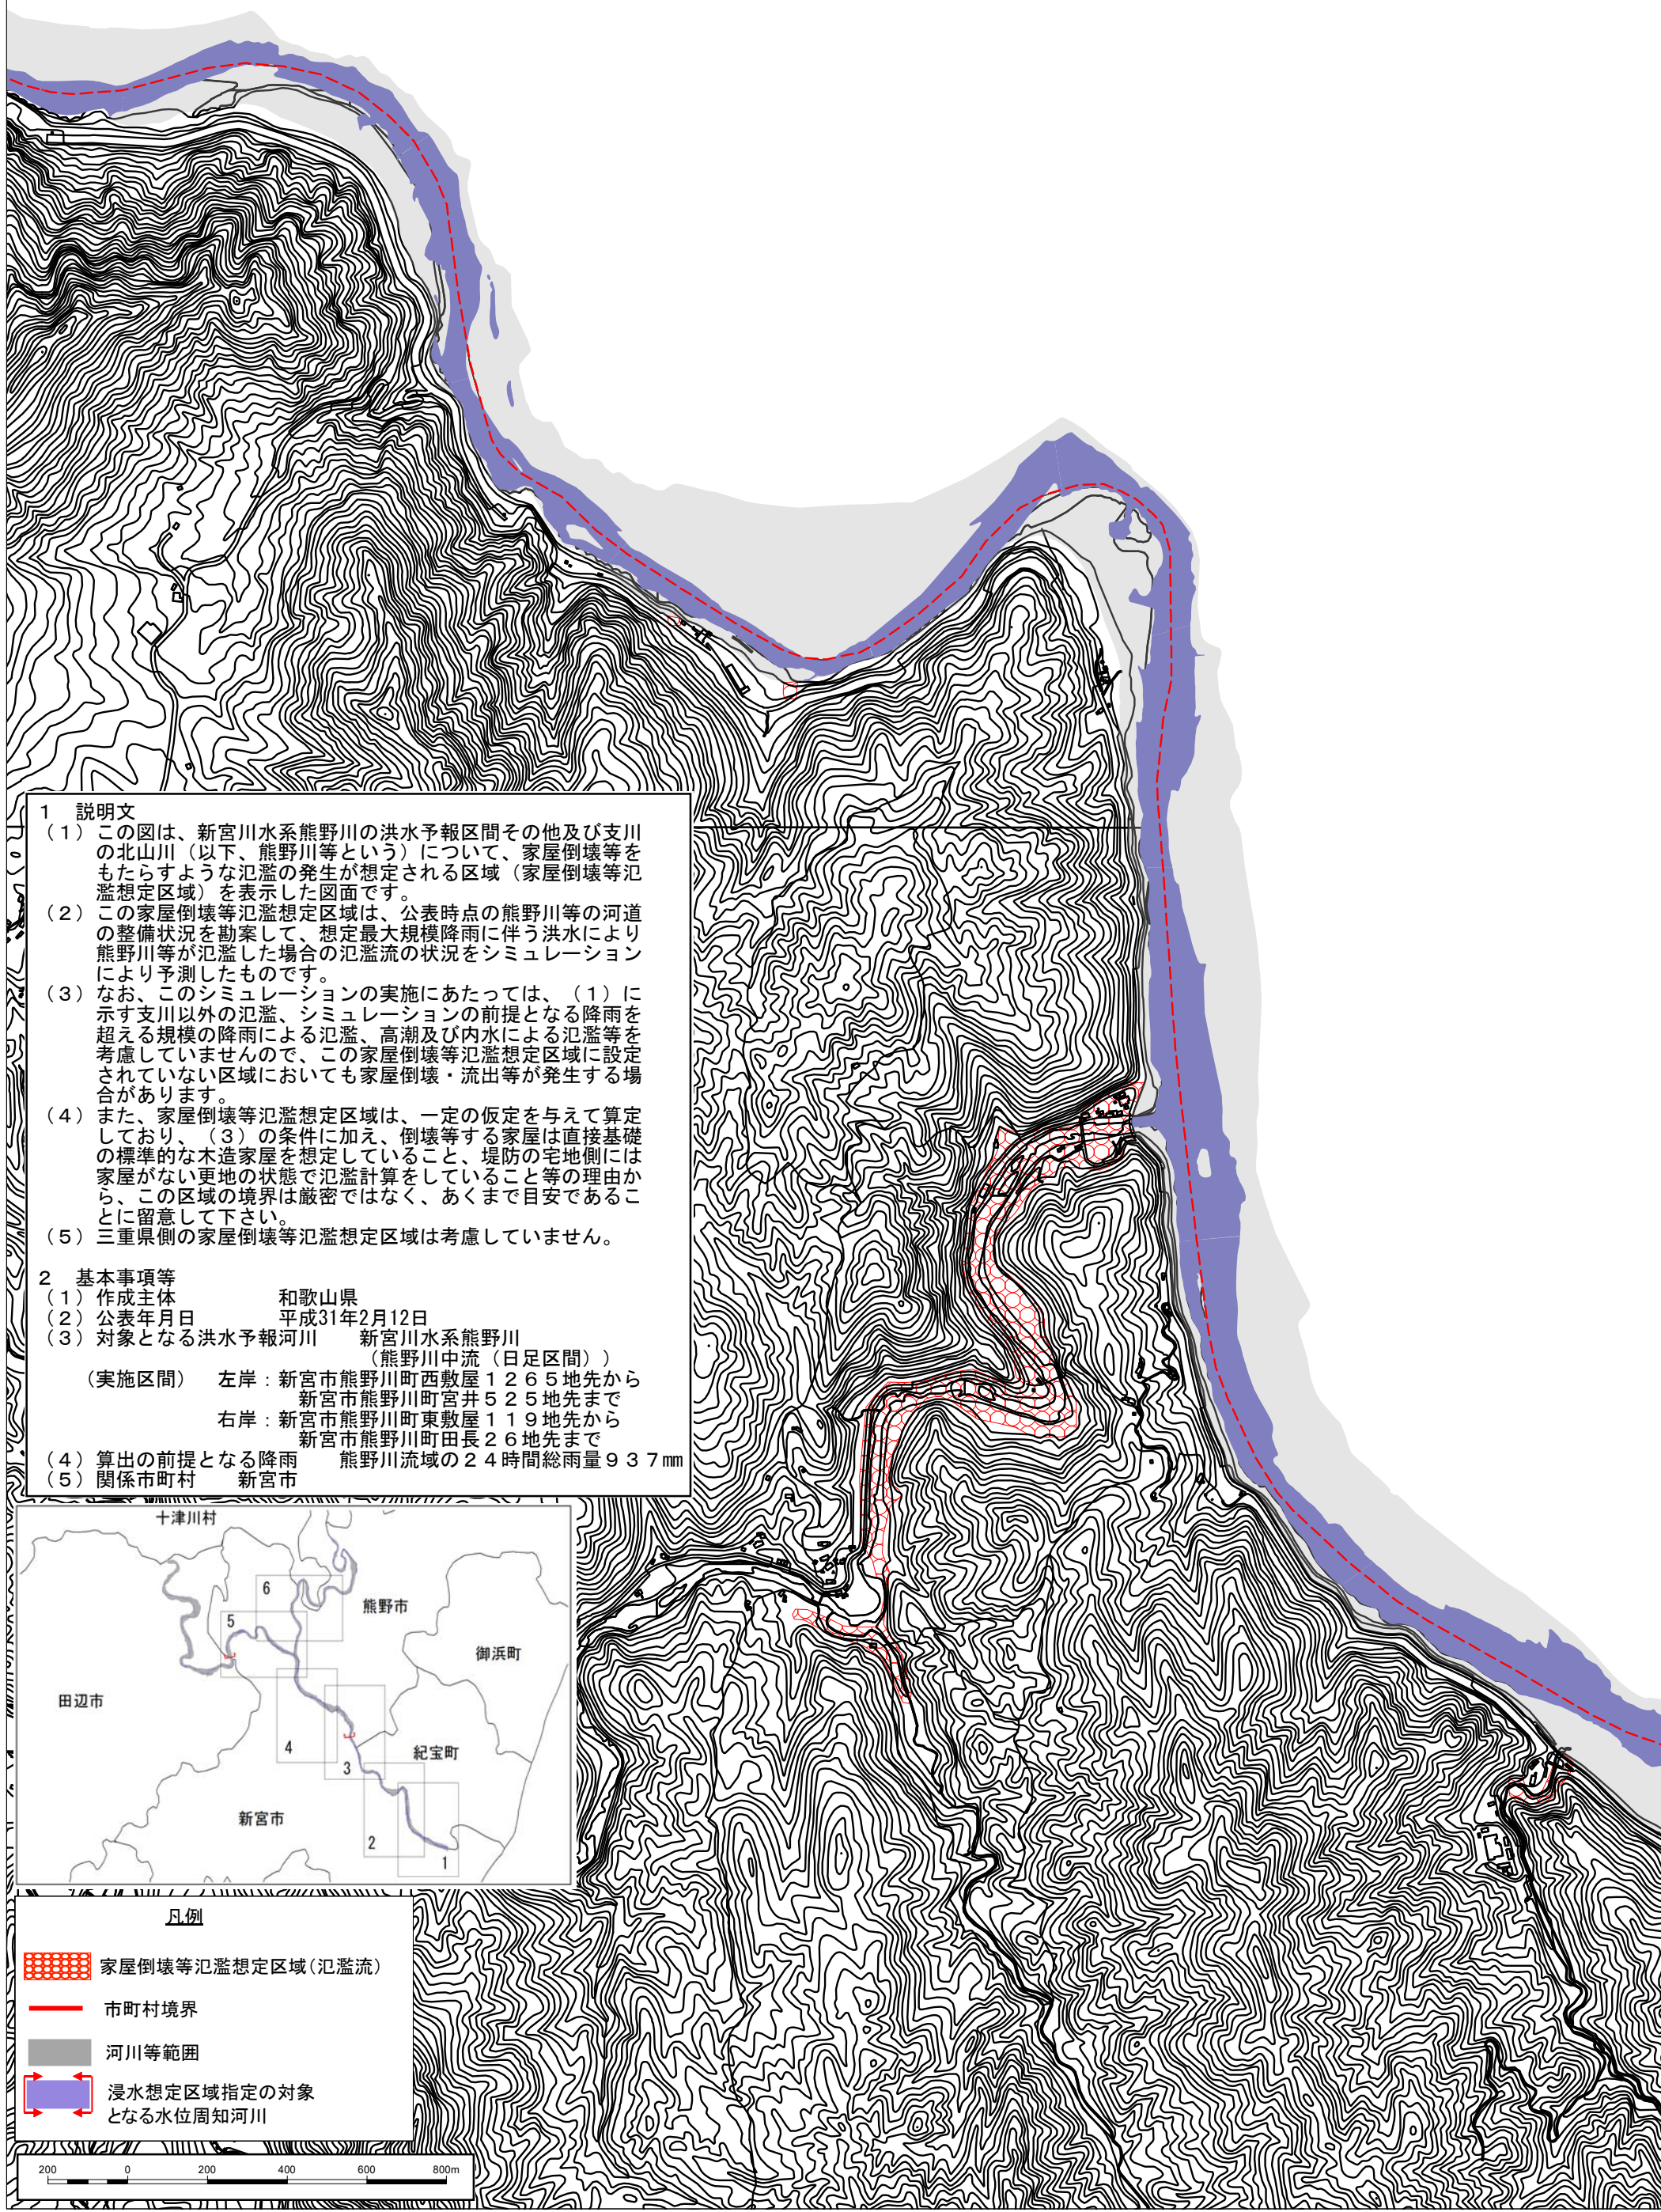 1　説明文
（１）この図は、新宮川水系熊野川の洪水予報区間その他及び支川
の北山川（以下、熊野川等という）について、家屋倒壊等を
もたらすような氾濫の発生が想定される区域（家屋倒壊等氾
濫想定区域）を表示した図面です。
（２）この家屋倒壊等氾濫想定区域は、公表時点の熊野川等の河道
の整備状況を勘案して、想定最大規模降雨に伴う洪水により
熊野川等が氾濫した場合の氾濫流の状況をシミュレーション
により予測したものです。
（３）なお、このシミュレーションの実施にあたっては、（１）に
示す支川以外の氾濫、シミュレーションの前提となる降雨を
超える規模の降雨による氾濫、高潮及び内水による氾濫等を
考慮していませんので、この家屋倒壊等氾濫想定区域に設定
されていない区域においても家屋倒壊・流出等が発生する場
合があります。
（４）また、家屋倒壊等氾濫想定区域は、一定の仮定を与えて算定
しており、（３）の条件に加え、倒壊等する家屋は直接基礎
の標準的な木造家屋を想定していること、堤防の宅地側には
家屋がない更地の状態で氾濫計算をしていること等の理由か
ら、この区域の境界は厳密ではなく、あくまで目安であるこ
とに留意して下さい。
（５）三重県側の家屋倒壊等氾濫想定区域は考慮していません。
2　基本事項等
（１）作成主体　和歌山県
（２）公表年月日　平成31年2月12日
（３）対象となる洪水予報河川　新宮川水系熊野川
（熊野川中流（日足区間））
（実施区間）　左岸：新宮市熊野川町西敷屋１２６５地先から
新宮市熊野川町宮井５２５地先まで
右岸：新宮市熊野川町東敷屋１１９地先から
新宮市熊野川町田長２６地先まで
（４）算出の前提となる降雨　熊野川流域の２４時間総雨量９３７mm
（５）関係市町村　新宮市
十津川村
6
熊野市
5
御浜町
田辺市
4
紀宝町
3
新宮市
2
1
凡例
家屋倒壊等氾濫想定区域(氾濫流)
市町村境界
河川等範囲
浸水想定区域指定の対象
となる水位周知河川
200 0 200 400 600 800m